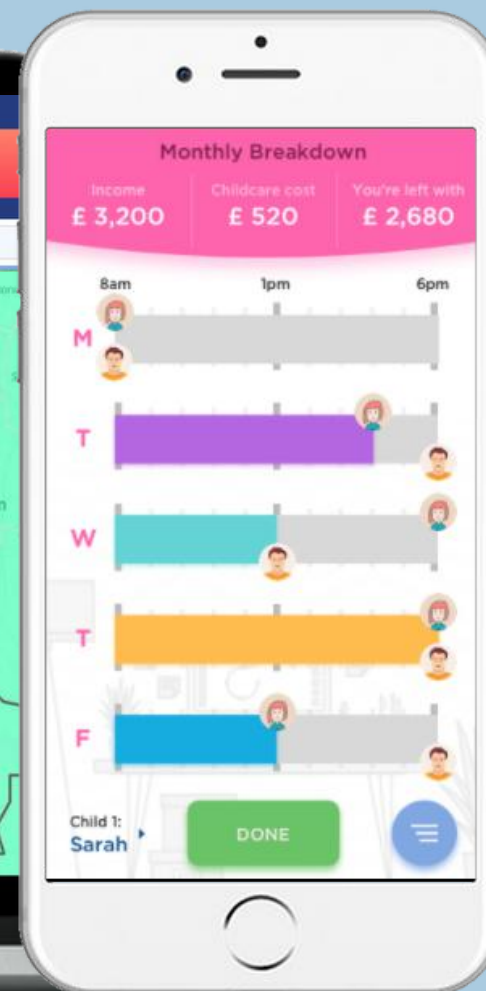 Monthly Breakdown
Income Childcare cost You're left with
£ 3,200 £ 520 £ 2,680
8am 1pm 6pm
M
T
W
T
F
Child 1:
Sarah
DONE